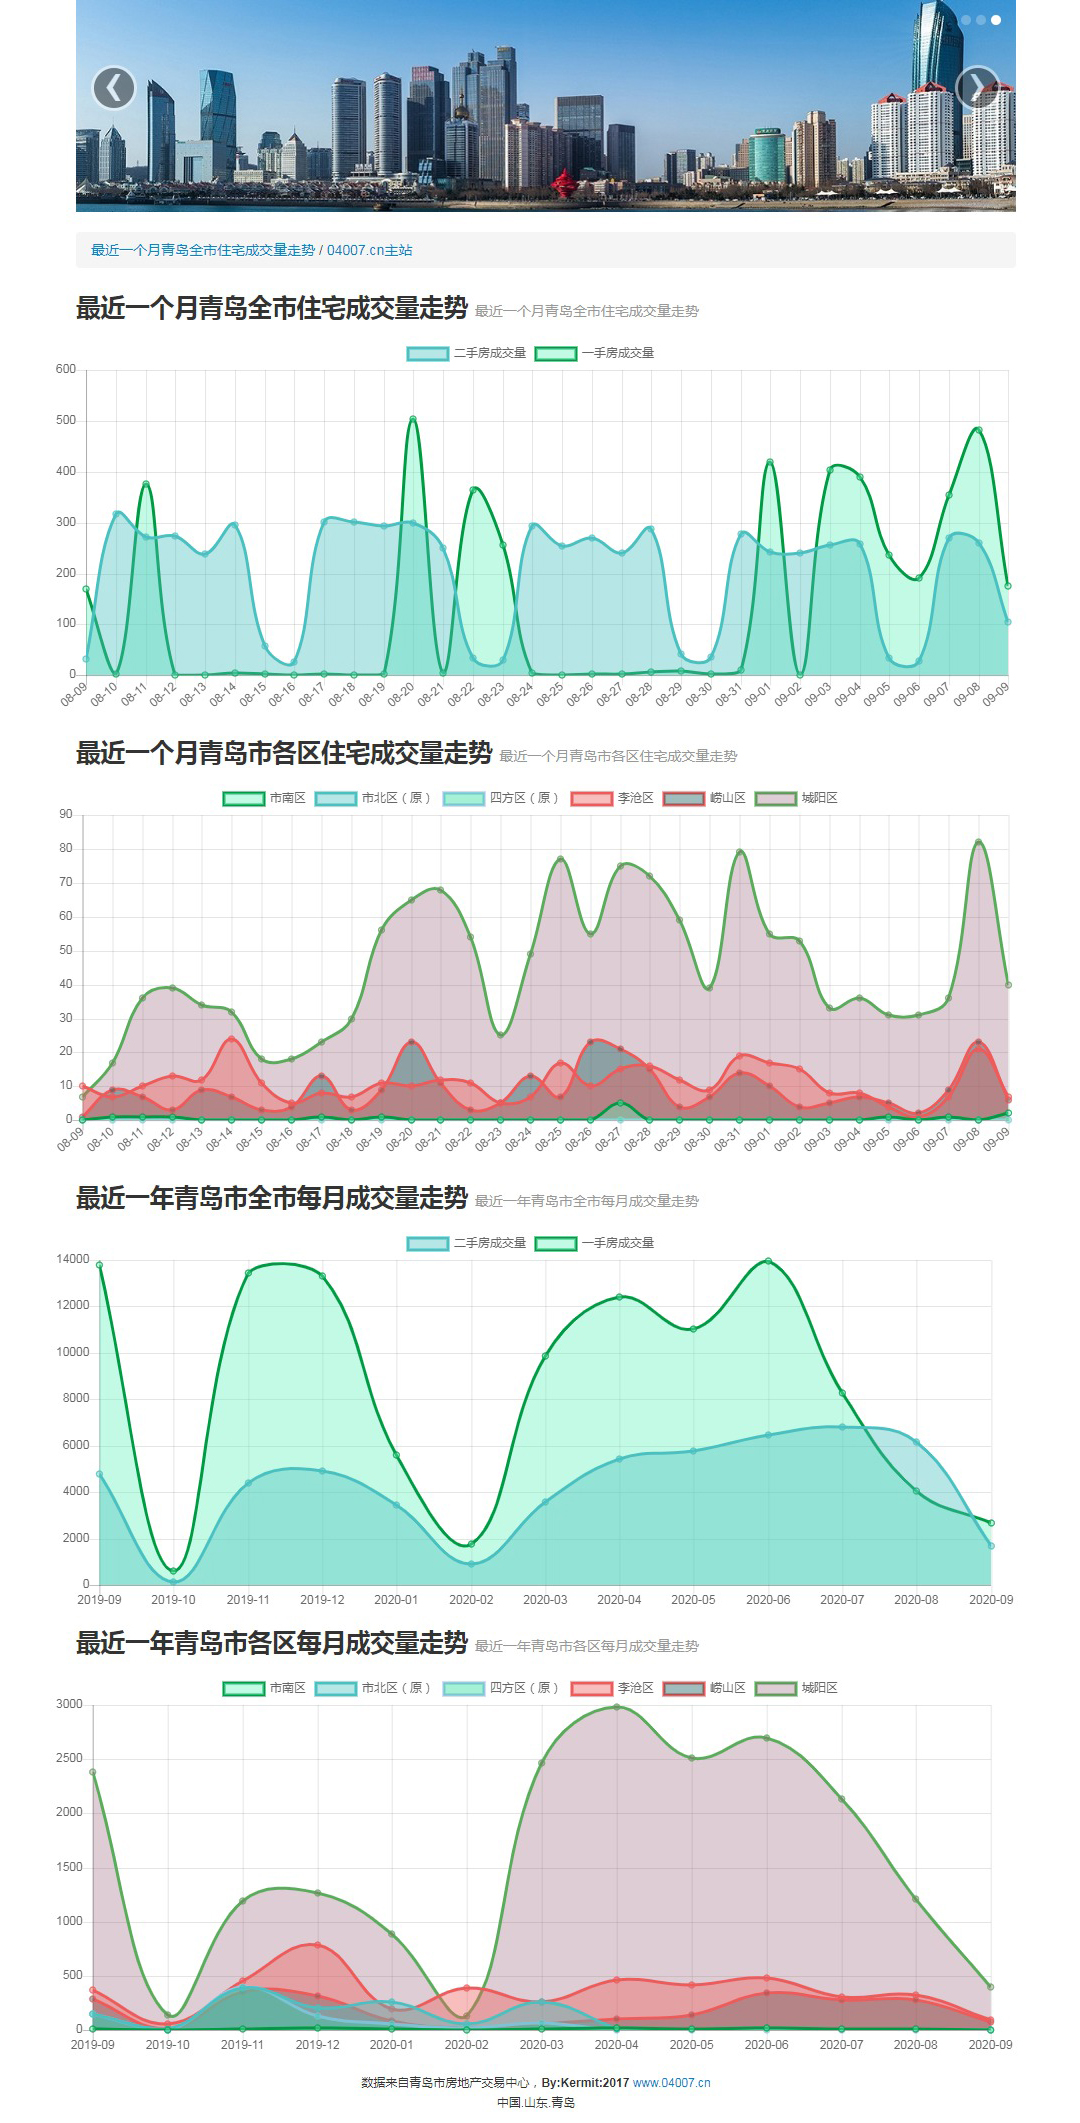 最近一个月青岛全市住宅成交量走势 / 04007.cn主站
最近一个月青岛全市住宅成交量走势 最近一个月青岛全市住宅成交量走势
二手房成交量 一手房成交量
600
500
400
300
200
100
0
08-09 08-10 08-11 08-12 08-13 08-14 08-15 08-16 08-17 08-18 08-19 08-20 08-21 08-22 08-23 08-24 08-25 08-26 08-27 08-28 08-29 08-30 08-31 09-01 09-02 09-03 09-04 09-05 09-06 09-07 09-08 09-09
最近一个月青岛市各区住宅成交量走势 最近一个月青岛市各区住宅成交量走势
市南区 市北区（原） 四方区（原） 李沧区 崂山区 城阳区
90
80
70
60
50
40
30
20
10
0
08-09 08-10 08-11 08-12 08-13 08-14 08-15 08-16 08-17 08-18 08-19 08-20 08-21 08-22 08-23 08-24 08-25 08-26 08-27 08-28 08-29 08-30 08-31 09-01 09-02 09-03 09-04 09-05 09-06 09-07 09-08 09-09
最近一年青岛市全市每月成交量走势 最近一年青岛市全市每月成交量走势
二手房成交量 一手房成交量
14000
12000
10000
8000
6000
4000
2000
0
2019-09 2019-10 2019-11 2019-12 2020-01 2020-02 2020-03 2020-04 2020-05 2020-06 2020-07 2020-08 2020-09
最近一年青岛市各区每月成交量走势 最近一年青岛市各区每月成交量走势
市南区 市北区（原） 四方区（原） 李沧区 崂山区 城阳区
3000
2500
2000
1500
1000
500
0
2019-09 2019-10 2019-11 2019-12 2020-01 2020-02 2020-03 2020-04 2020-05 2020-06 2020-07 2020-08 2020-09
数据来自青岛市房地产交易中心，By:Kermit:2017 www.04007.cn
中国.山东.青岛